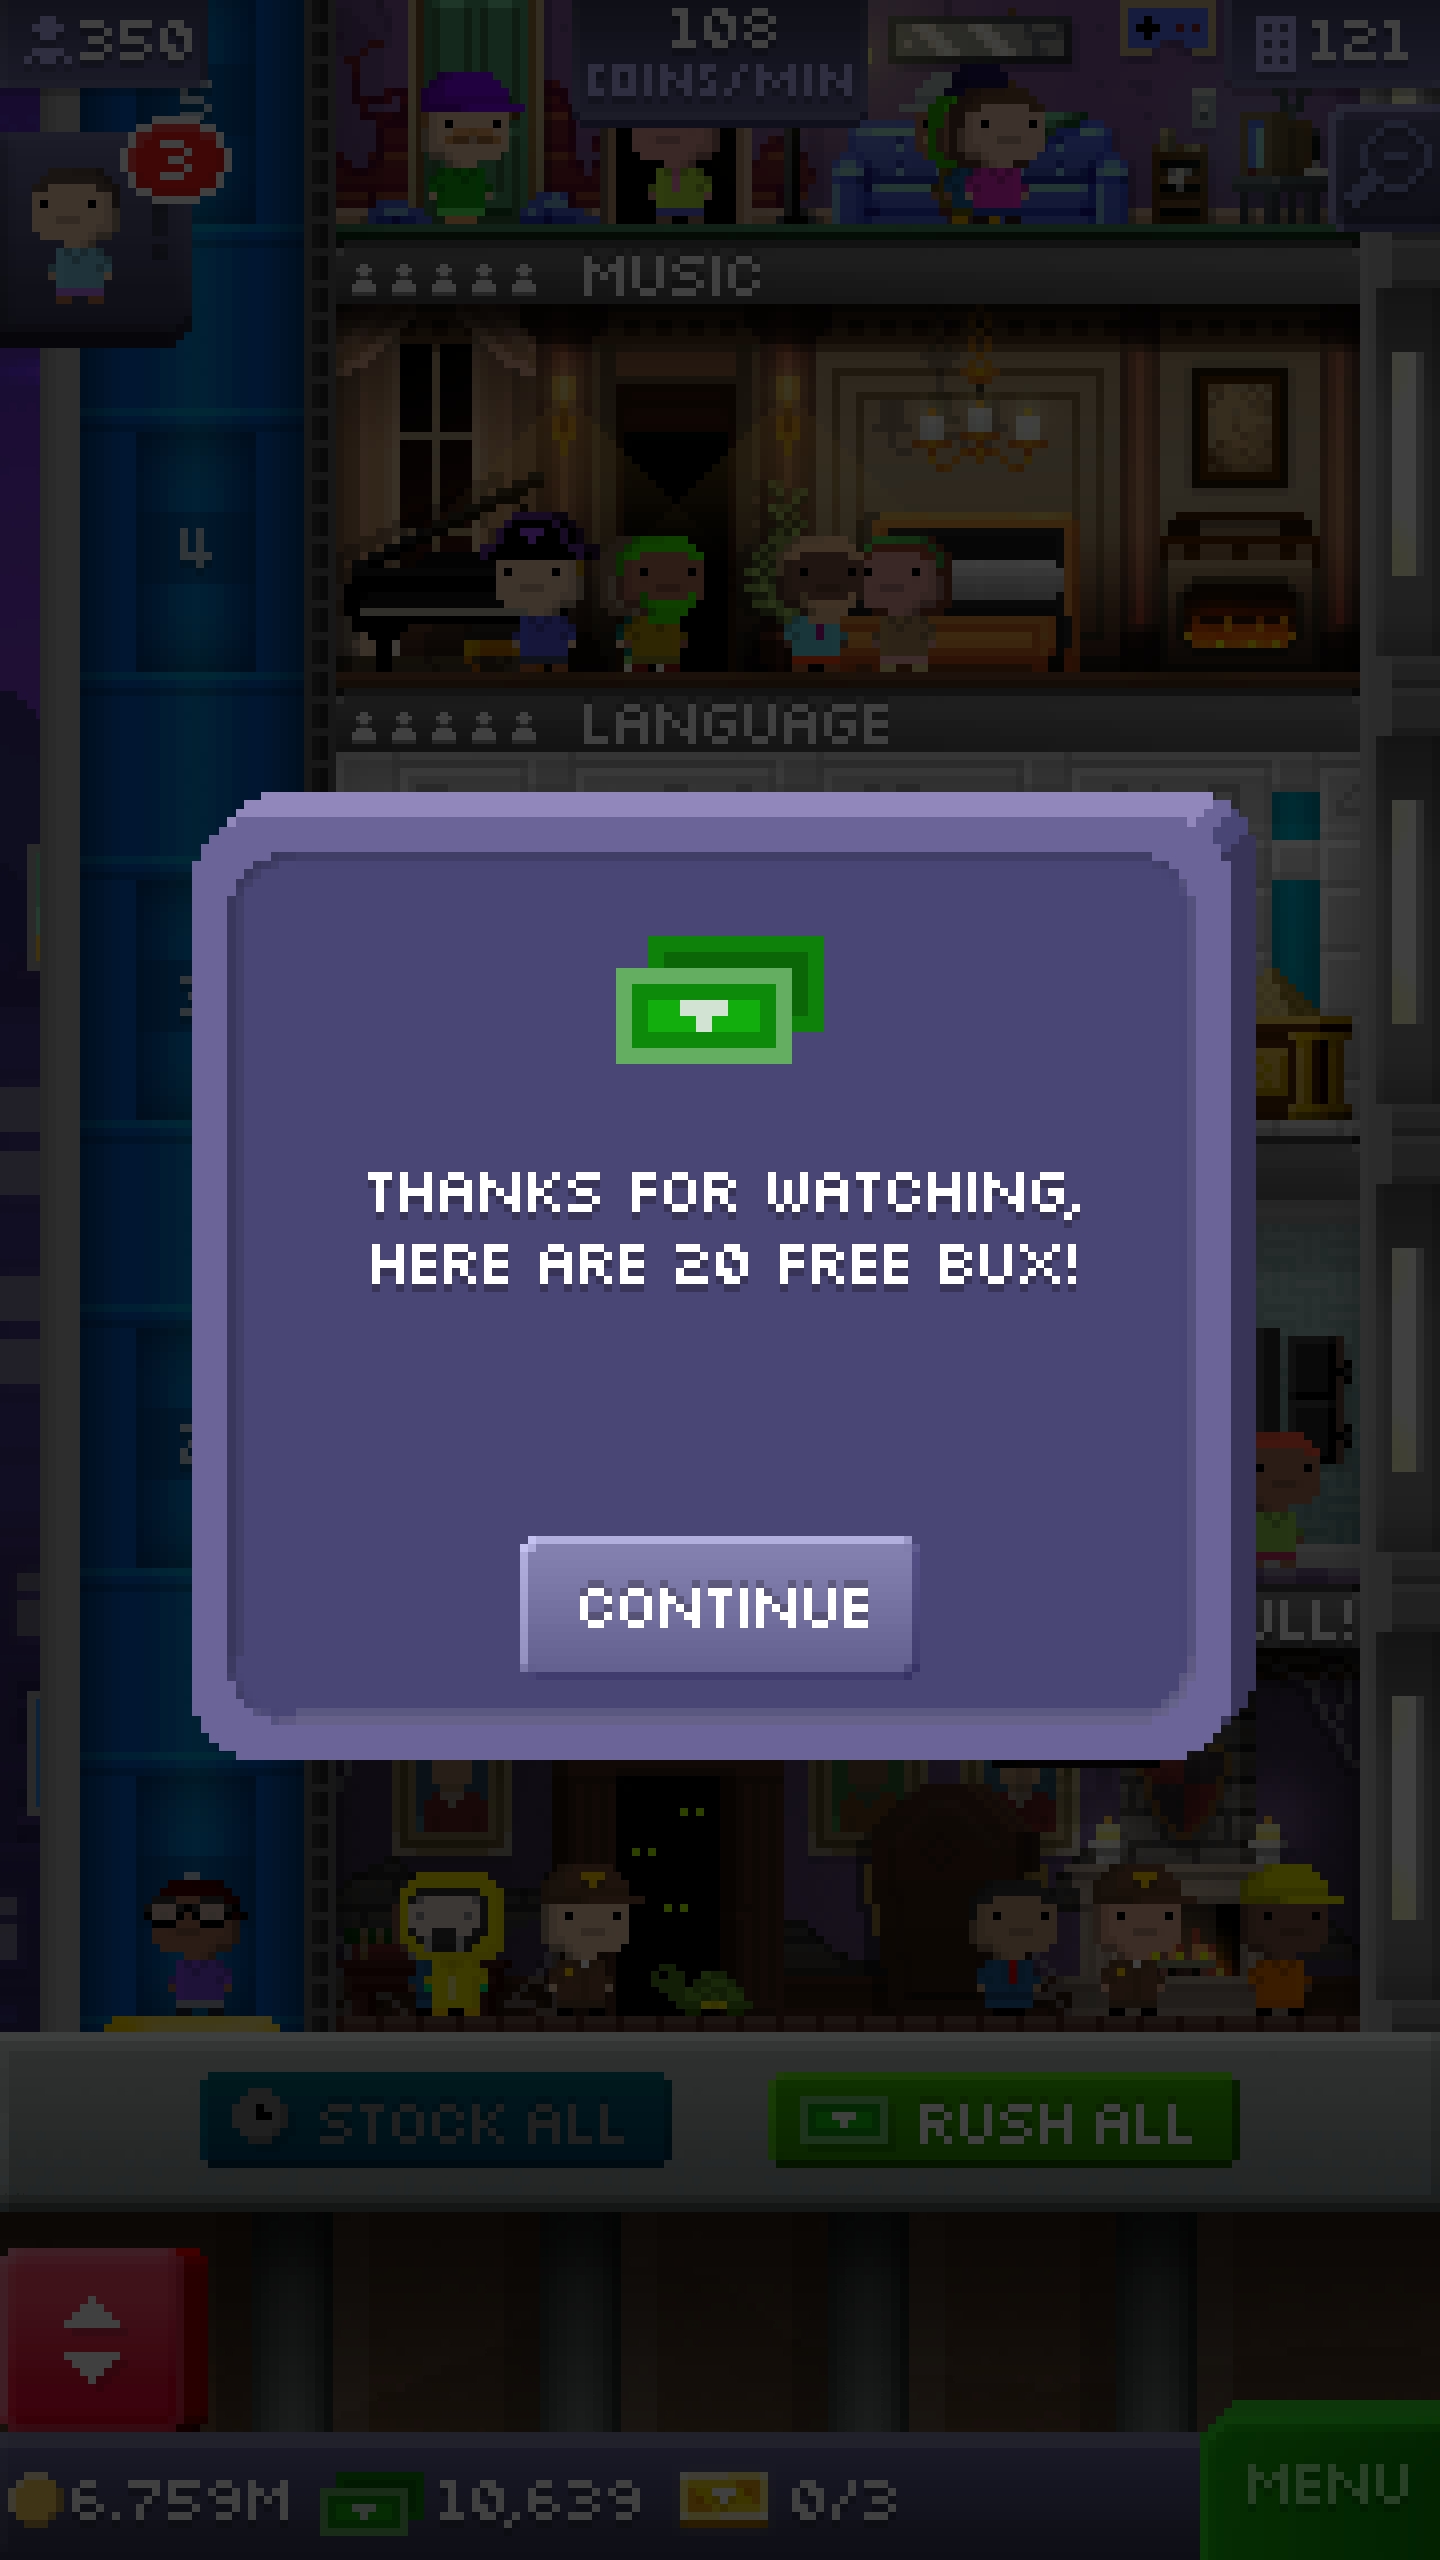 350
108
COINS/MIN
121
3
5
MUSIC
4
LANGUAGE
THANKS FOR WATCHING,
HERE ARE 20 FREE BUX!
CONTINUE
STOCK ALL
RUSH ALL
6.759M
10,639
0/3
MENU